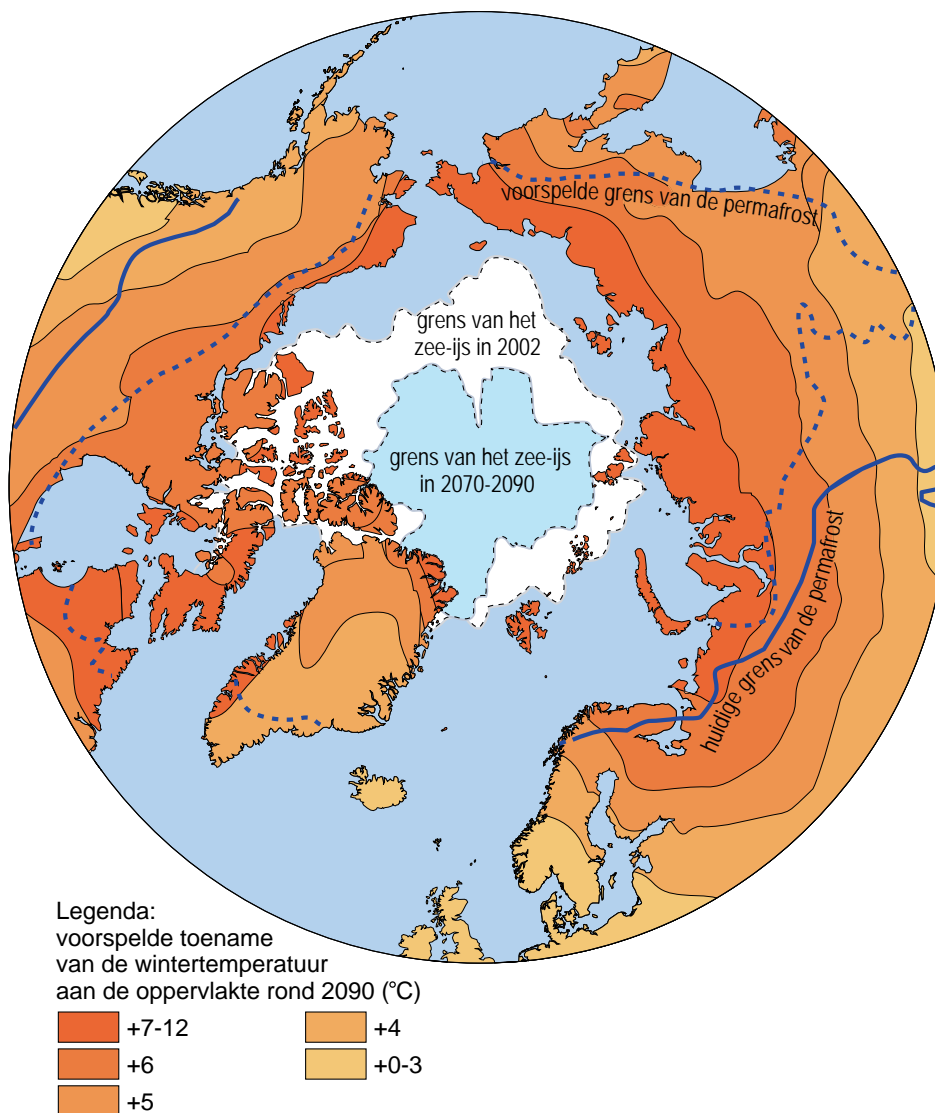 voorspelde grens van de permafrost
grens van het
zee-ijs in 2002
grens van het zee-ijs
in 2070-2090
huidige grens van de permafrost
Legenda:
voorspelde toename
van de wintertemperatuur
aan de oppervlakte rond 2090 (°C)
+7-12
+6
+5
+4
+0-3